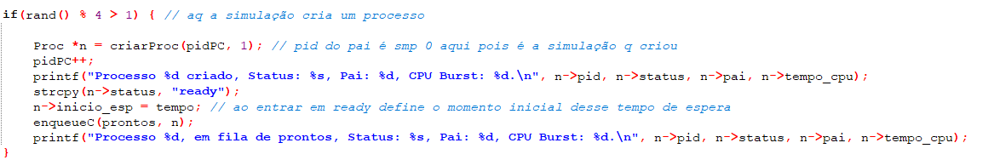 if(rand() % 4 > 1) { // aq a simulação cria um processo
Proc *n = criarProc(pidPC, 1); // pid do pai é smp 0 aqui pois é a simulação q criou
pidPC++;
printf("Processo %d criado, Status: %s, Pai: %d, CPU Burst: %d.\n", n->pid, n->status, n->pai, n->tempo_cpu);
strcpy(n->status, "ready");
n->inicio_esp = tempo; // ao entrar em ready define o momento inicial desse tempo de espera
enqueueC(prontos, n);
printf("Processo %d, em fila de prontos, Status: %s, Pai: %d, CPU Burst: %d.\n", n->pid, n->status, n->pai, n->tempo_cpu);
}